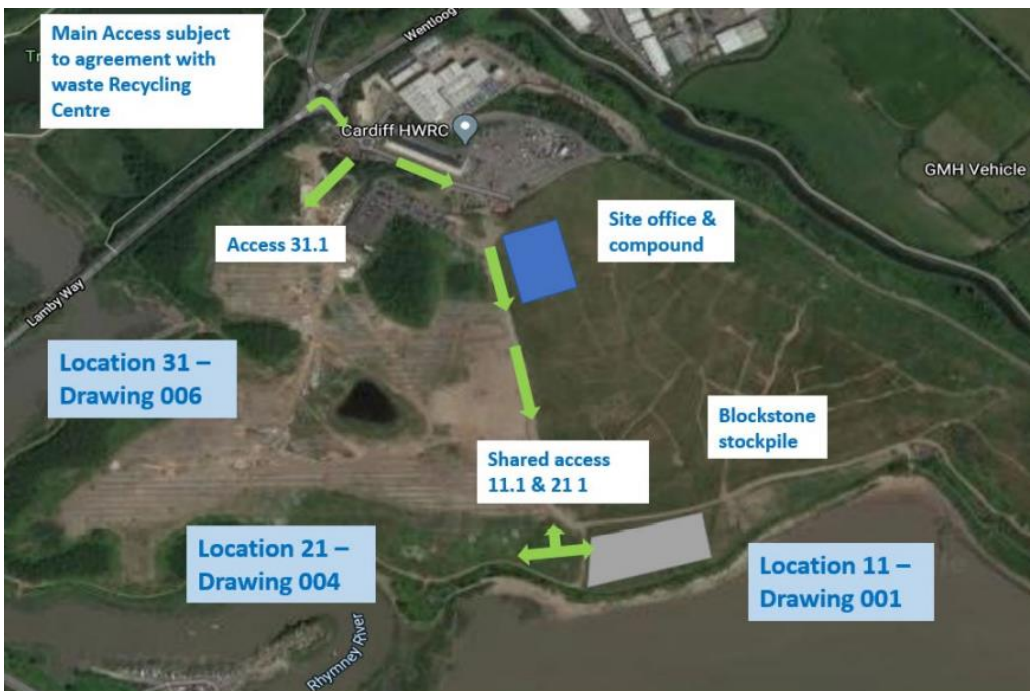 Main Access subject
to agreement with
waste Recycling
Centre
Tr
Wentloog
Cardiff HWRC
GMH Vehicle
Site office &
compound
Access 31.1
Lamby Way
Location 31 –
Drawing 006
Blockstone
stockpile
Shared access
11.1 & 21 1
Location 21 –
Drawing 004
Location 11 –
Drawing 001
Rhymney River